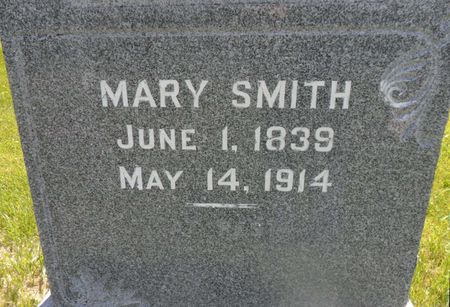 MARY SMITH
JUNE 1, 1839
MAY 14, 1914